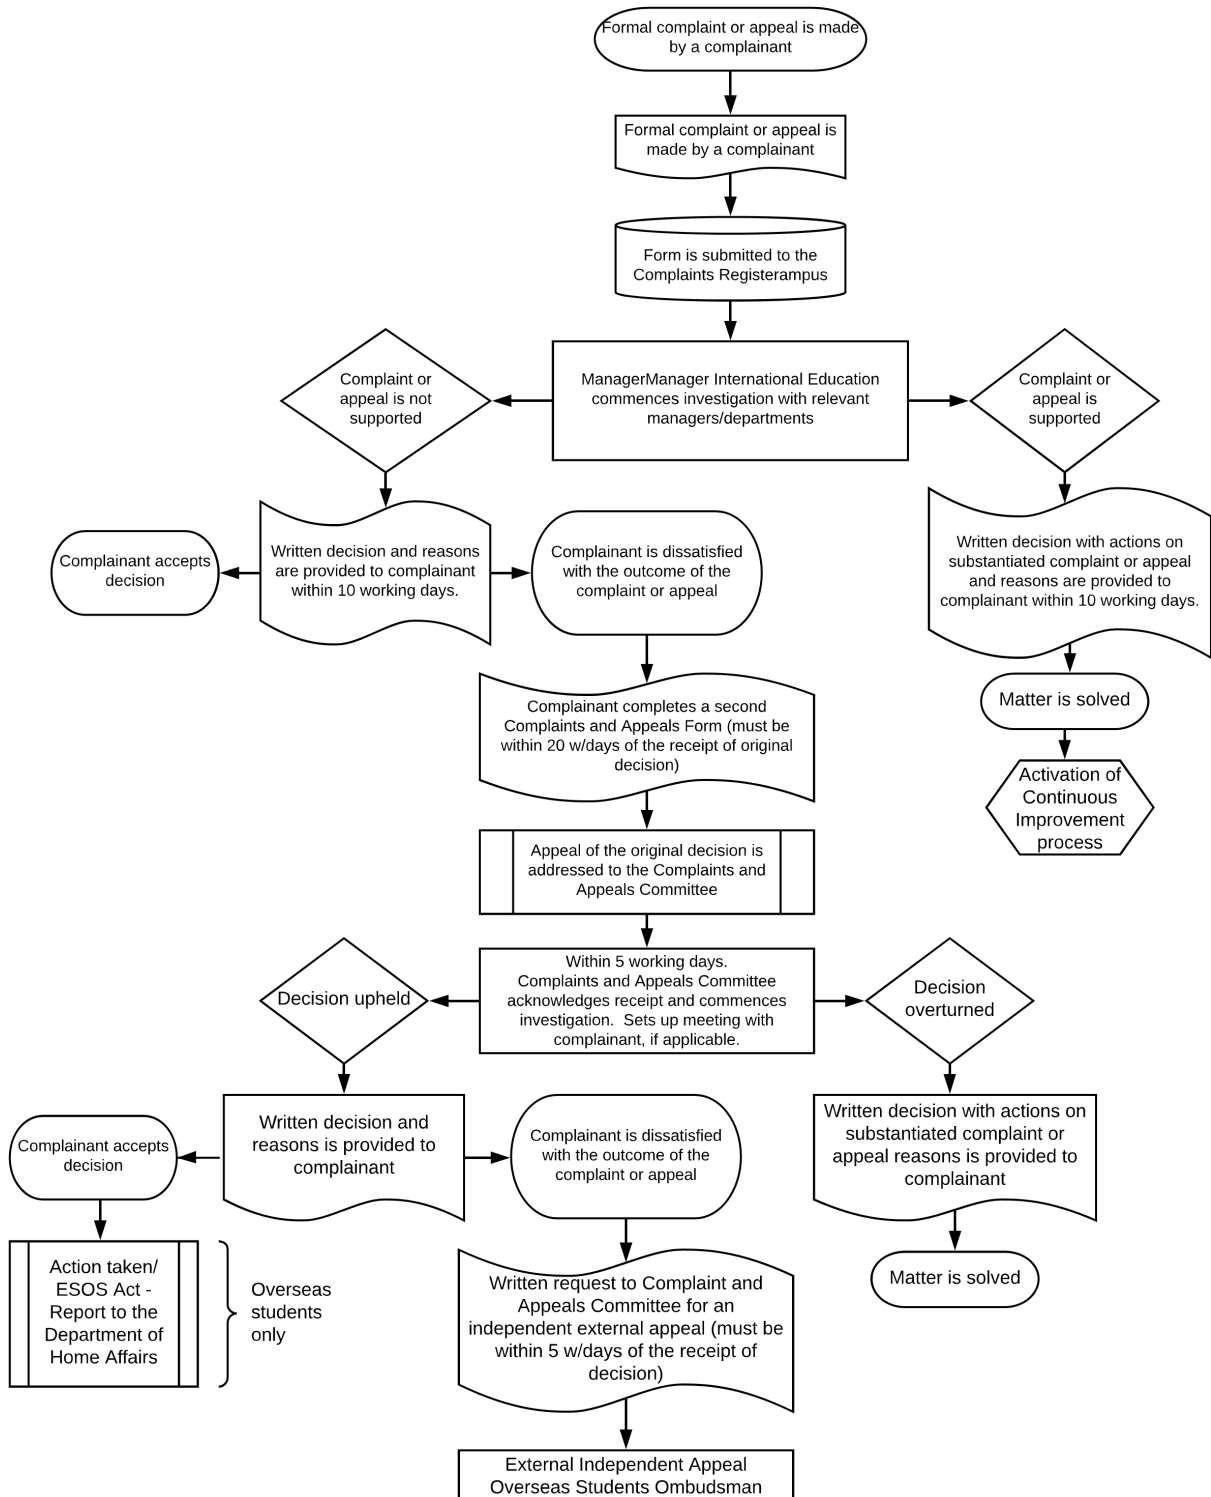 Formal complaint or appeal is made
by a complainant
Formal complaint or appeal is
made by a complainant
Form is submitted to the
Complaints Registerampus
Complaint or
appeal is not
supported
ManagerManager International Education
commences investigation with relevant
managers/departments
Complaint or
appeal is
supported
Complainant accepts
decision
Written decision and reasons
are provided to complainant
within 10 working days.
Complainant is dissatisfied
with the outcome of the
complaint or appeal
Written decision with actions on
substantiated complaint or appeal
and reasons are provided to
complainant within 10 working days.
Complainant completes a second
Complaints and Appeals Form (must be
within 20 w/days of the receipt of original
decision)
Matter is solved
Activation of
Continuous
Improvement
process
Appeal of the original decision is
addressed to the Complaints and
Appeals Committee
Decision upheld
Within 5 working days.
Complaints and Appeals Committee
acknowledges receipt and commences
investigation.  Sets up meeting with
complainant, if applicable.
Decision
overturned
Complainant accepts
decision
Written decision and
reasons is provided to
complainant
Complainant is dissatisfied
with the outcome of the
complaint or appeal
Written decision with actions on
substantiated complaint or
appeal reasons is provided to
complainant
Action taken/
ESOS Act -
Report to the
Department of
Home Affairs
Overseas
students
only
Written request to Complaint and
Appeals Committee for an
independent external appeal (must be
within 5 w/days of the receipt of
decision)
Matter is solved
External Independent Appeal
Overseas Students Ombudsman